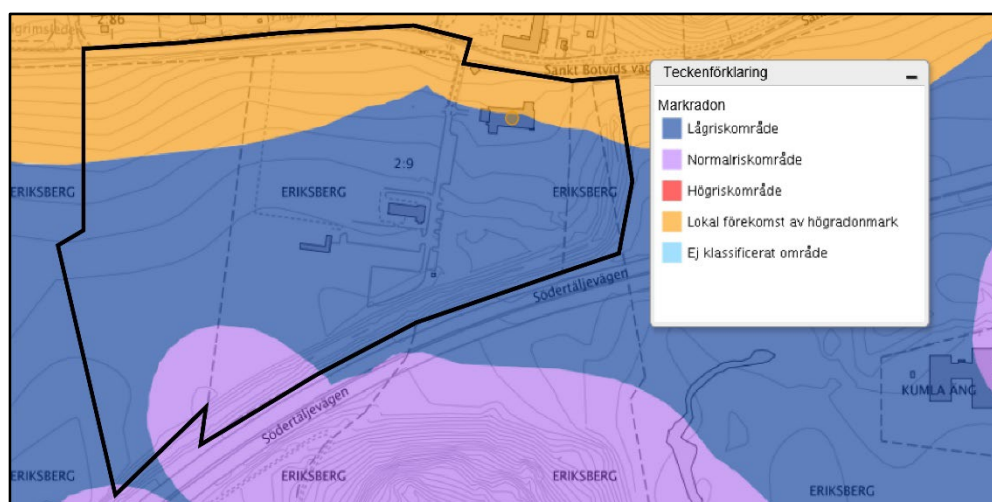 2:86
Sankt Botvids väg
Teckenförklaring
Markradon
Lågriskområde
Normalriskområde
Högriskområde
Lokal förekomst av högradonmark
Ej klassificerat område
2:9
ERIKSBERG
ERIKSBERG
ERIKSBERG
Södertäljevägen
KUMLA ÄNG
Södertäljevägen
ERIKSBERG
ERIKSBERG
ERIKSBERG
ERIKSBERG